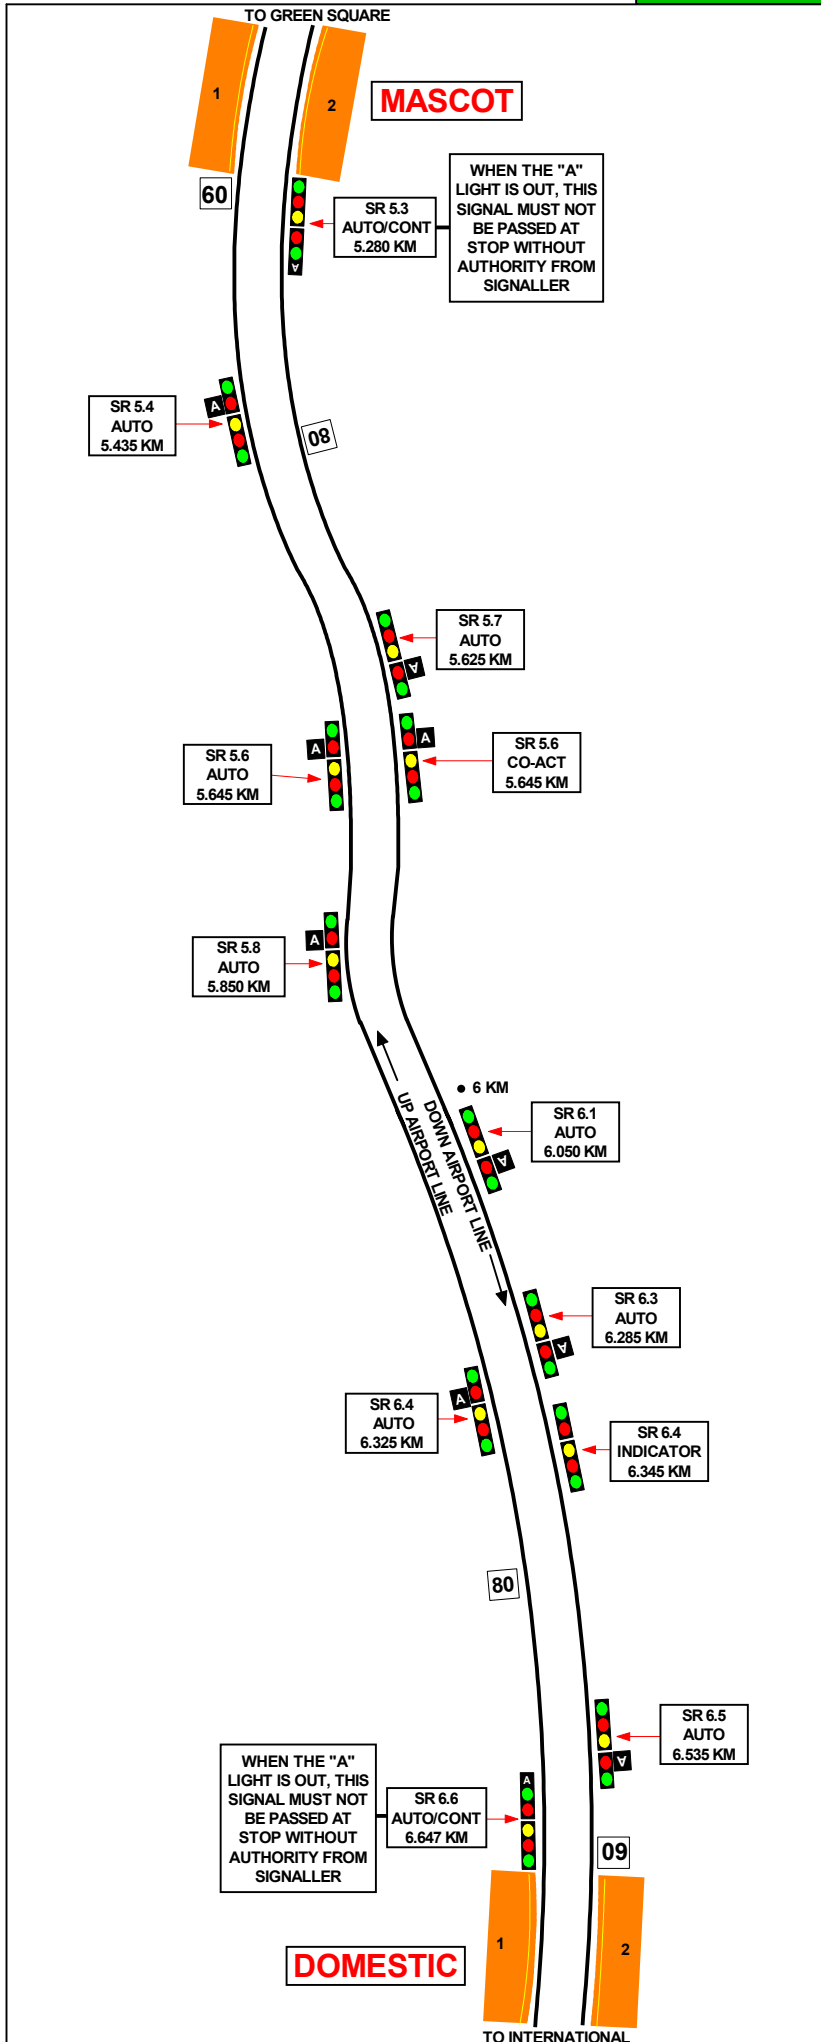 TO GREEN SQUARE
1
2
MASCOT
60
SR 5.3
AUTO/CONT
5.280 KM
WHEN THE "A"
LIGHT IS OUT, THIS
SIGNAL MUST NOT
BE PASSED AT
STOP WITHOUT
AUTHORITY FROM
SIGNALLER
A
SR 5.4
AUTO
5.435 KM
A
80
SR 5.7
AUTO
5.625 KM
A
SR 5.6
AUTO
5.645 KM
A
A
SR 5.6
CO-ACT
5.645 KM
SR 5.8
AUTO
5.850 KM
A
6 KM
UP AIRPORT LINE
DOWN AIRPORT LINE
SR 6.1
AUTO
6.050 KM
A
SR 6.3
AUTO
6.285 KM
A
SR 6.4
AUTO
6.325 KM
A
SR 6.4
INDICATOR
6.345 KM
80
SR 6.5
AUTO
6.535 KM
A
WHEN THE "A"
LIGHT IS OUT, THIS
SIGNAL MUST NOT
BE PASSED AT
STOP WITHOUT
AUTHORITY FROM
SIGNALLER
SR 6.6
AUTO/CONT
6.647 KM
A
60
1
2
DOMESTIC
TO INTERNATIONAL